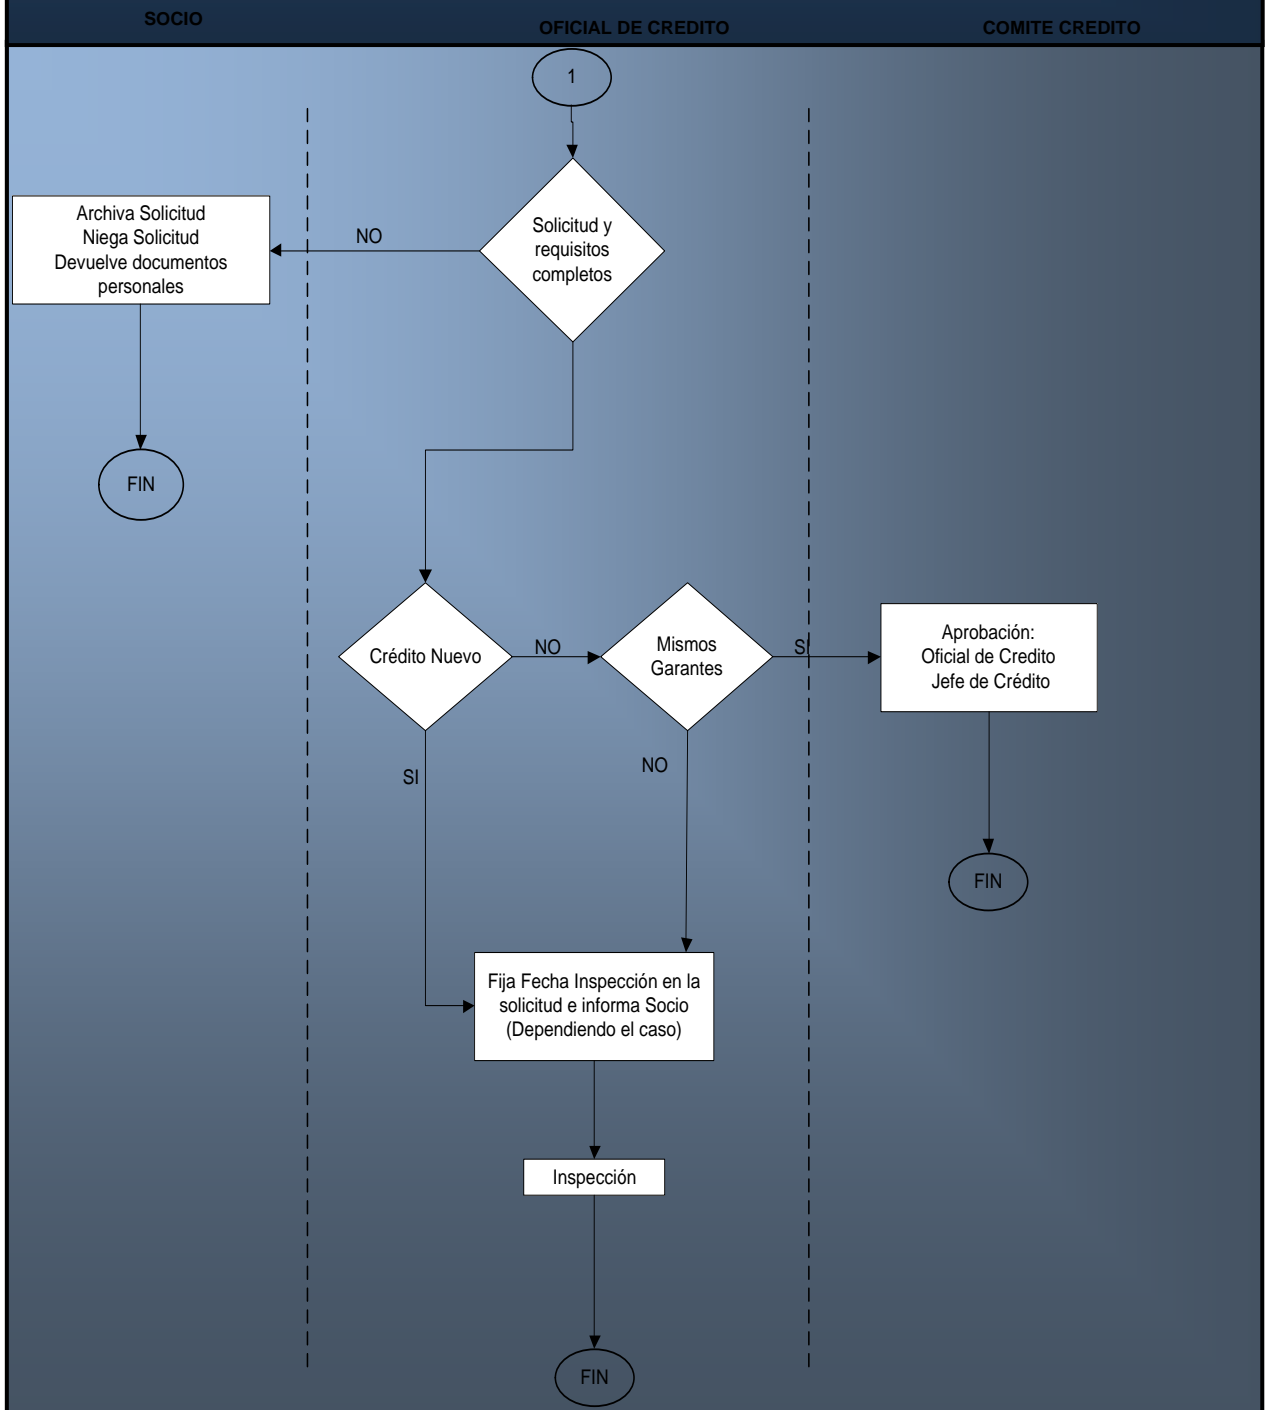 SOCIO
OFICIAL DE CREDITO
COMITE CREDITO
1
Solicitud y
requisitos
completos
NO
Archiva Solicitud
Niega Solicitud
Devuelve documentos
personales
FIN
Crédito Nuevo
NO
Mismos
Garantes
SI
Aprobación:
Oficial de Credito
Jefe de Crédito
SI
NO
FIN
Fija Fecha Inspección en la
solicitud e informa Socio
(Dependiendo el caso)
Inspección
FIN